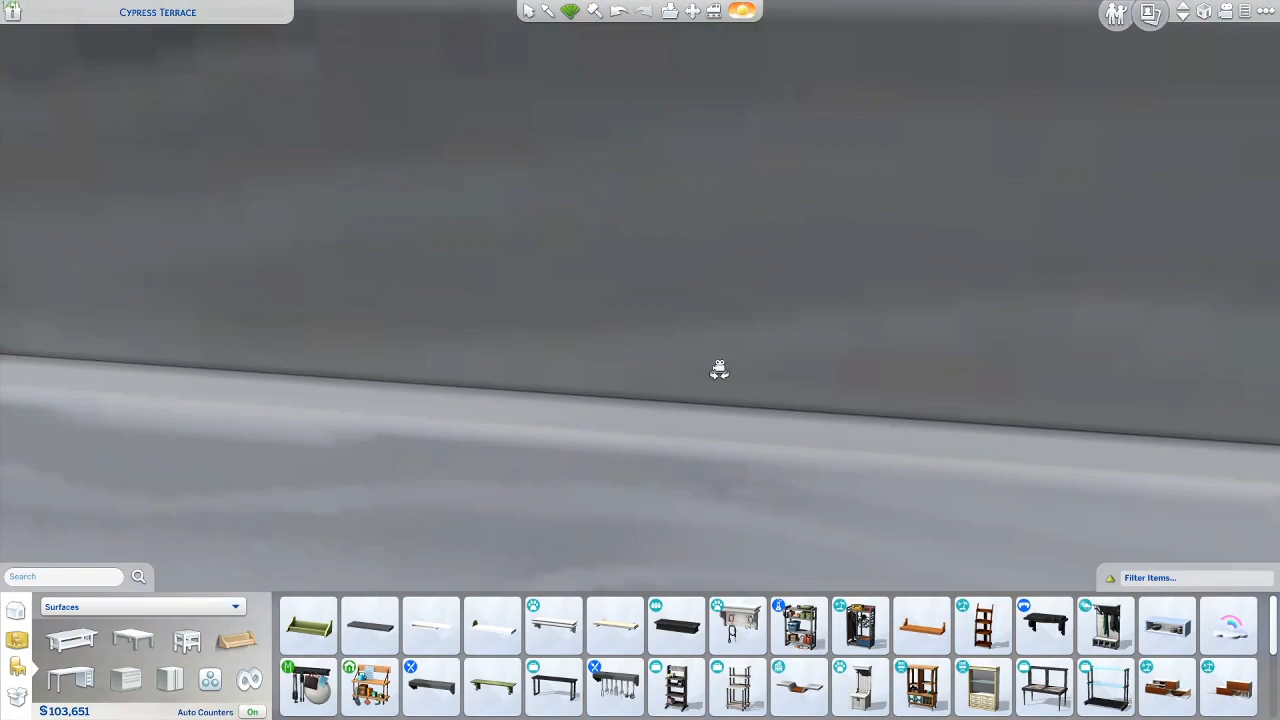 Cypress Terrace
Search
Filter Items...
Surfaces
$103,651
Auto Counters
On